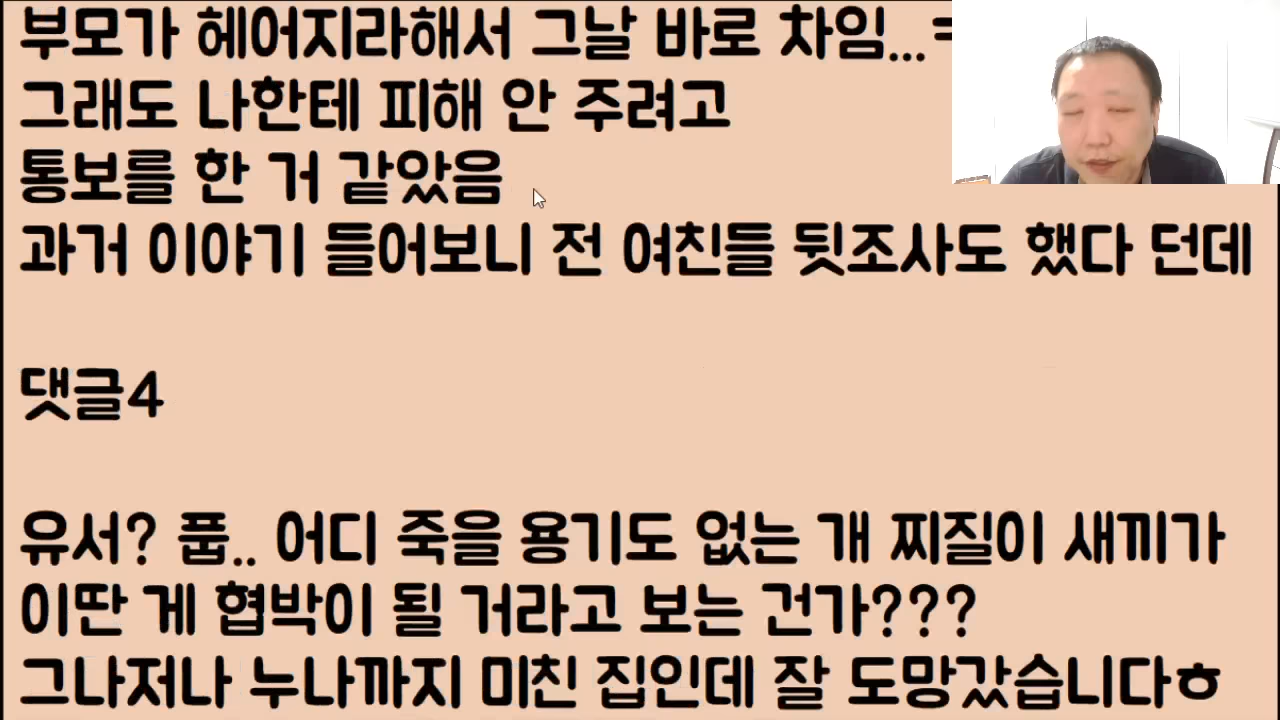 부모가 헤어지라해서 그날 바로 차임...ㅋ
그래도 나한테 피해 안 주려고
통보를 한 거 같았음
과거 이야기 들어보니 전 여친들 뒷조사도 했다 던데
댓글4
유서? 풉.. 어디 죽을 용기도 없는 개 찌질이 새끼가
이딴 게 협박이 될 거라고 보는 건가???
그나저나 누나까지 미친 집인데 잘 도망갔습니다ㅎ